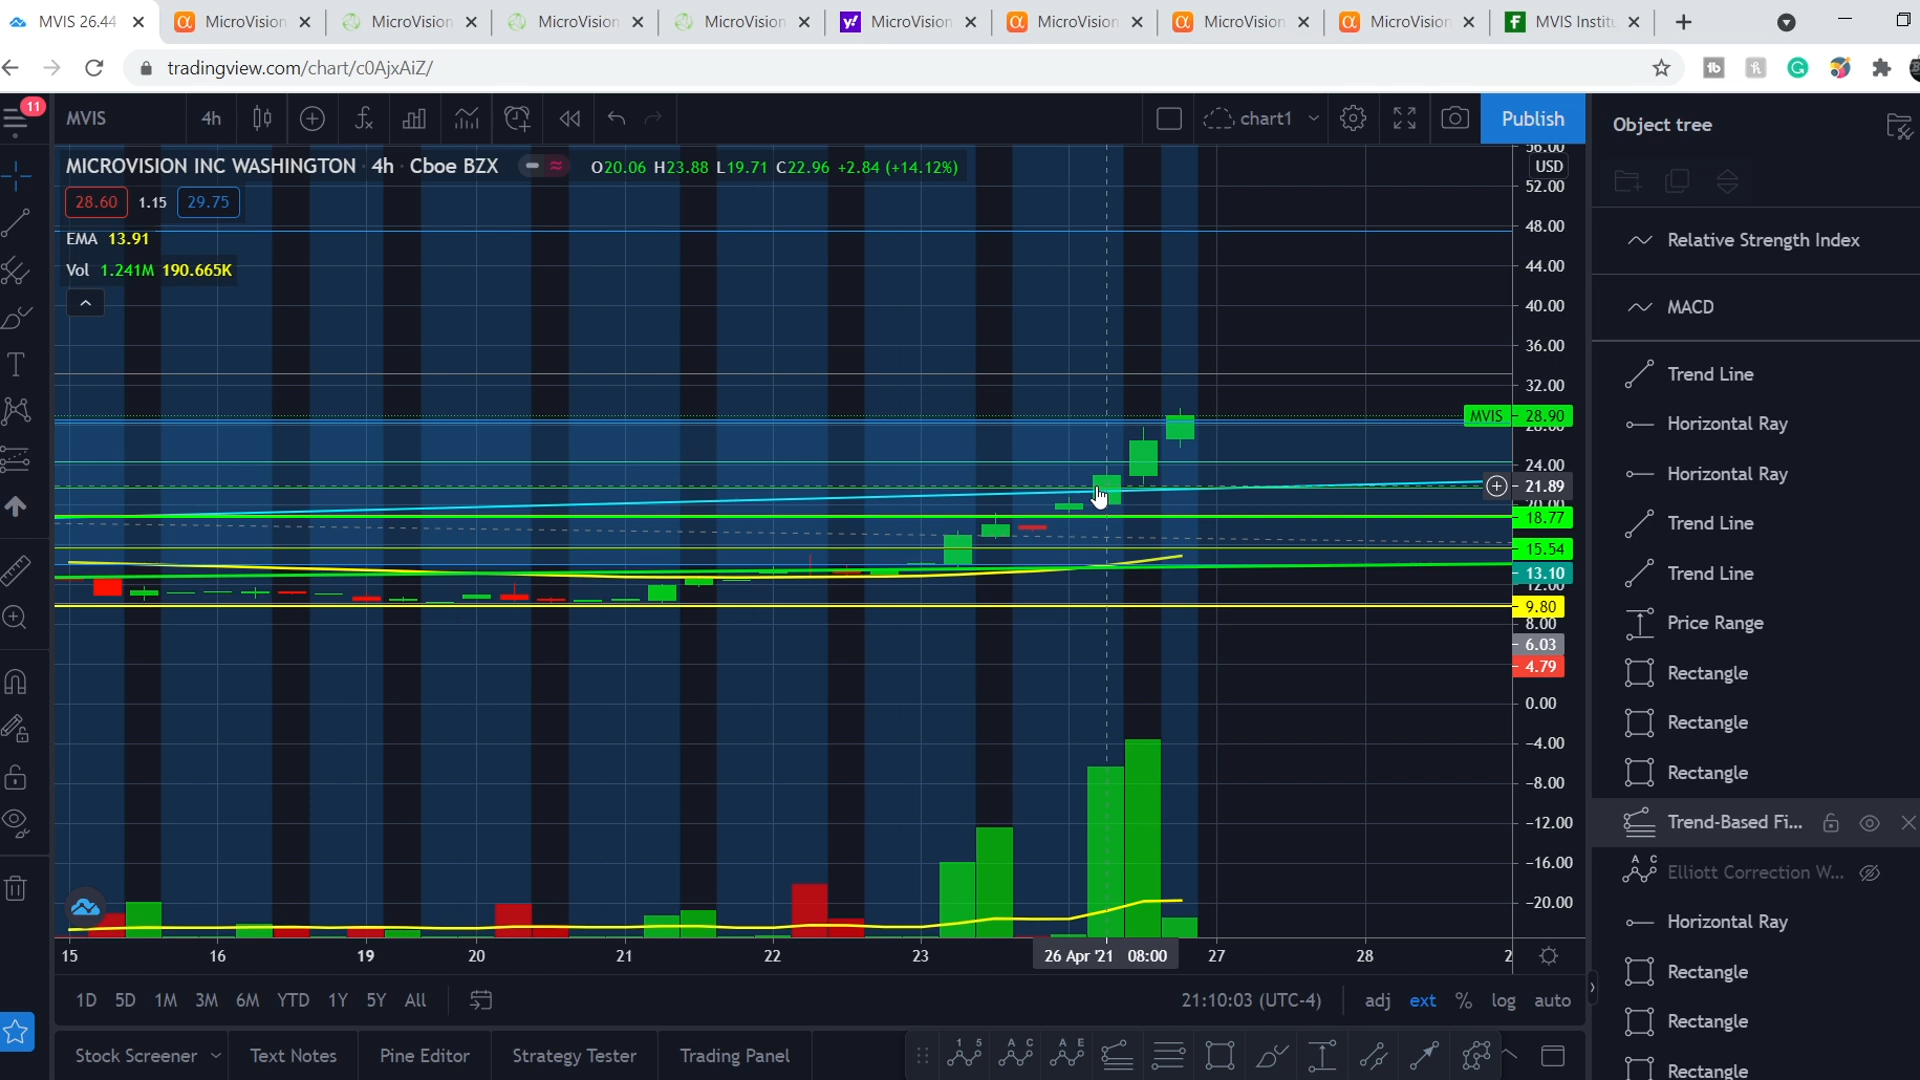 MVIS 26.44 MicroVision MicroVision MicroVision MicroVision MicroVision MicroVision MicroVision MicroVision MVIS Institu
tradingview.com/chart/c0AjxAiZ/
11 MVIS 4h chart1 Publish Object tree
MICROVISION INC WASHINGTON 4h Cboe BZX O20.06 H23.88 L19.71 C22.96 +2.84 (+14.12%)
28.60 1.15 29.75
EMA 13.91
Vol 1.241M 190.665K
56.00
USD
52.00
48.00
44.00
40.00
36.00
32.00
MVIS 28.90
24.00
21.89
20.00
18.77
15.54
13.10
12.00
9.80
8.00
6.03
4.79
0.00
-4.00
-8.00
-12.00
-16.00
-20.00
Relative Strength Index
MACD
Trend Line
Horizontal Ray
Horizontal Ray
Trend Line
Trend Line
Price Range
Rectangle
Rectangle
Rectangle
Trend-Based Fi...
Elliott Correction W...
Horizontal Ray
Rectangle
Rectangle
Rectangle
15 16 19 20 21 22 23 26 Apr '21 08:00 27 28 2
1D 5D 1M 3M 6M YTD 1Y 5Y All 21:10:03 (UTC-4) adj ext % log auto
Stock Screener Text Notes Pine Editor Strategy Tester Trading Panel